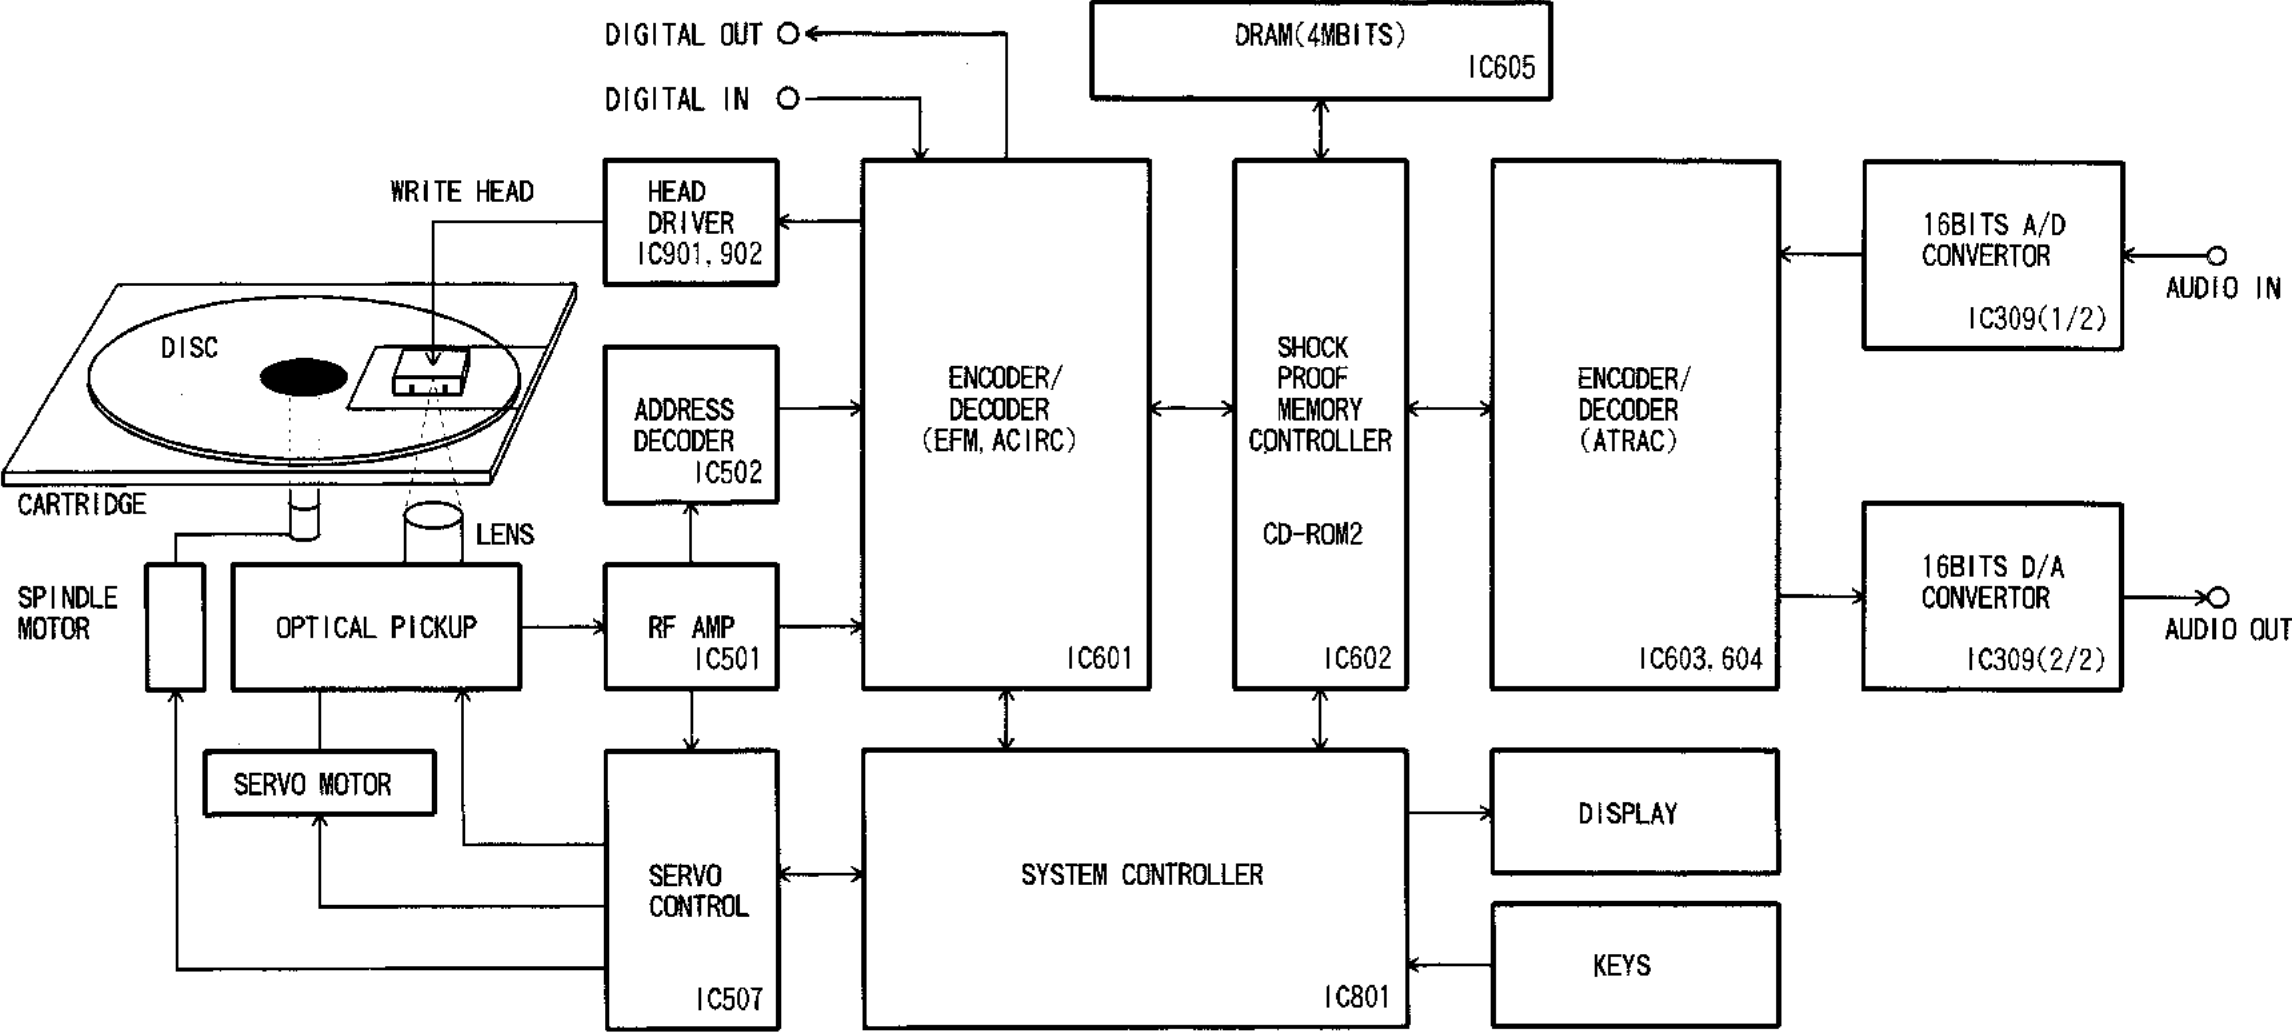 DIGITAL OUT
DIGITAL IN
DRAM(4MBITS)
IC605
WRITE HEAD
HEAD
DRIVER
IC901,902
DISC
CARTRIDGE
LENS
ADDRESS
DECODER
IC502
SPINDLE
MOTOR
OPTICAL PICKUP
RF AMP
IC501
SERVO MOTOR
SERVO
CONTROL
IC507
ENCODER/
DECODER
(EFM,ACIRC)
IC601
SHOCK
PROOF
MEMORY
CONTROLLER
CD-ROM2
IC602
ENCODER/
DECODER
(ATRAC)
IC603,604
16BITS A/D
CONVERTOR
IC309(1/2)
AUDIO IN
16BITS D/A
CONVERTOR
IC309(2/2)
AUDIO OUT
SYSTEM CONTROLLER
IC801
DISPLAY
KEYS